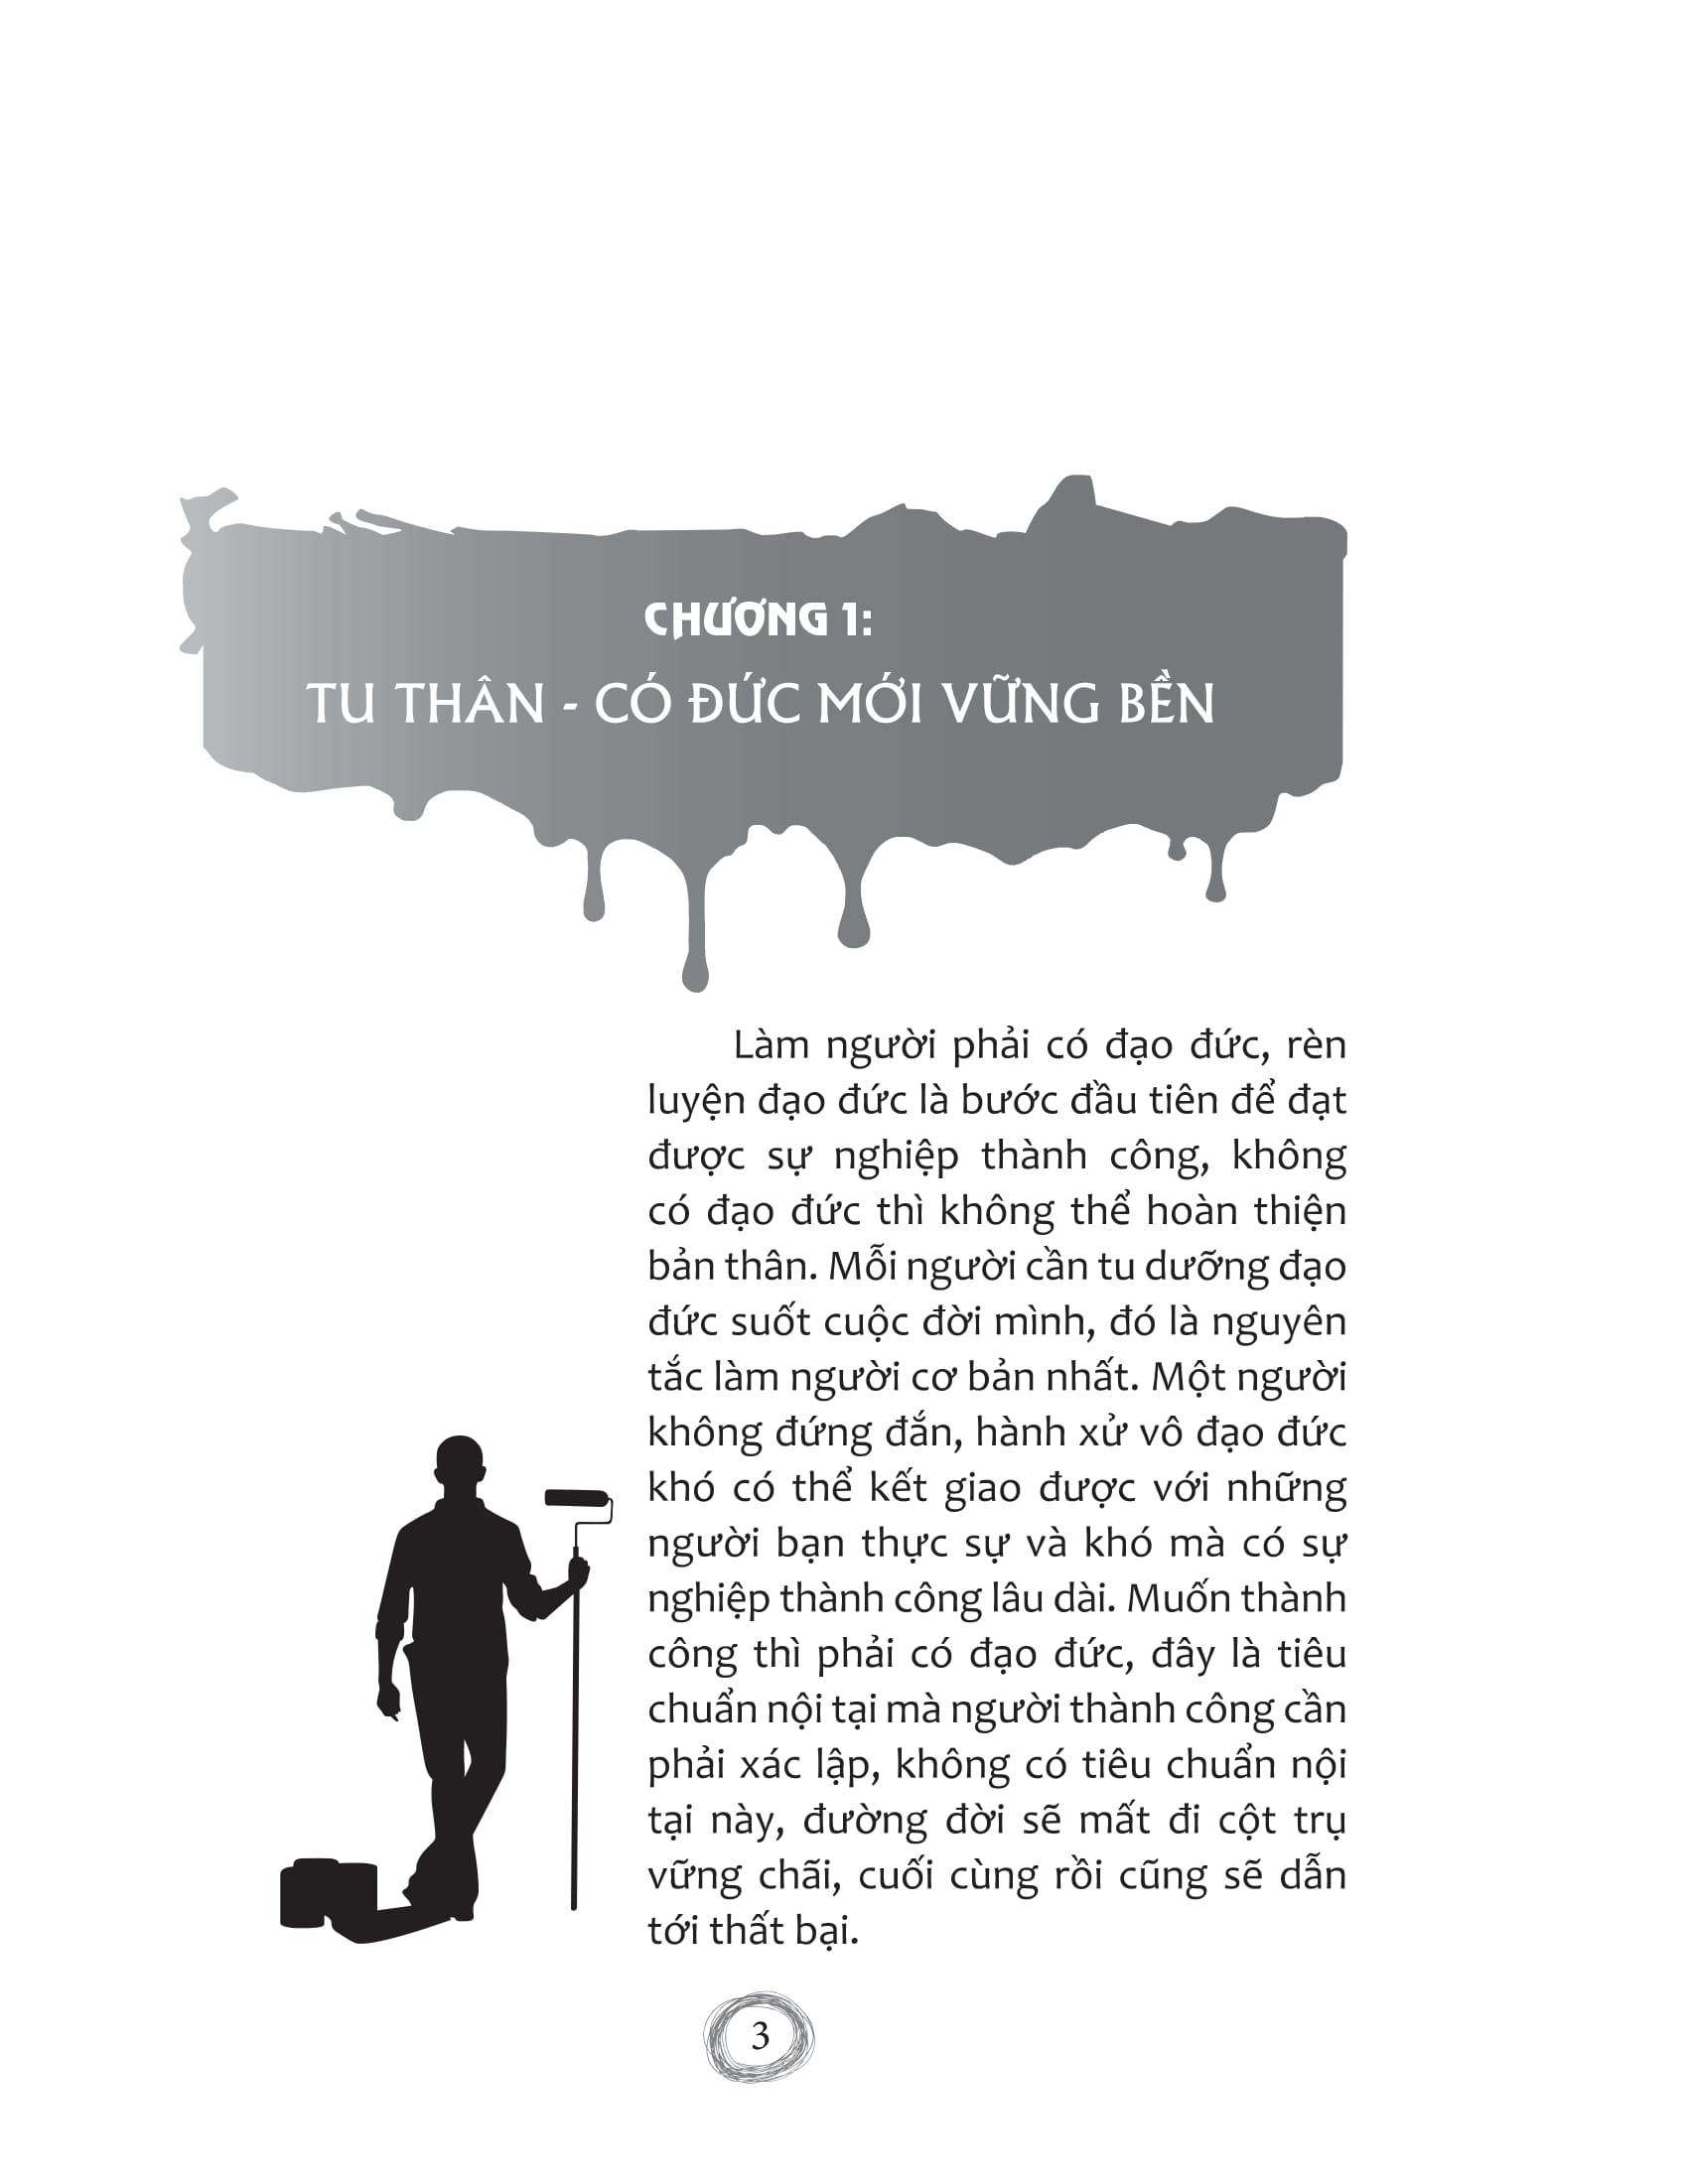 CHƯƠNG 1:
TU THÂN - CÓ ĐỨC MỚI VỮNG BỀN
Làm người phải có đạo đức, rèn
luyện đạo đức là bước đầu tiên để đạt
được sự nghiệp thành công, không
có đạo đức thì không thể hoàn thiện
bản thân. Mỗi người cần tu dưỡng đạo
đức suốt cuộc đời mình, đó là nguyên
tắc làm người cơ bản nhất. Một người
không đứng đắn, hành xử vô đạo đức
khó có thể kết giao được với những
người bạn thực sự và khó mà có sự
nghiệp thành công lâu dài. Muốn thành
công thì phải có đạo đức, đây là tiêu
chuẩn nội tại mà người thành công cần
phải xác lập, không có tiêu chuẩn nội
tại này, đường đời sẽ mất đi cột trụ
vững chãi, cuối cùng rồi cũng sẽ dẫn
tới thất bại.
3